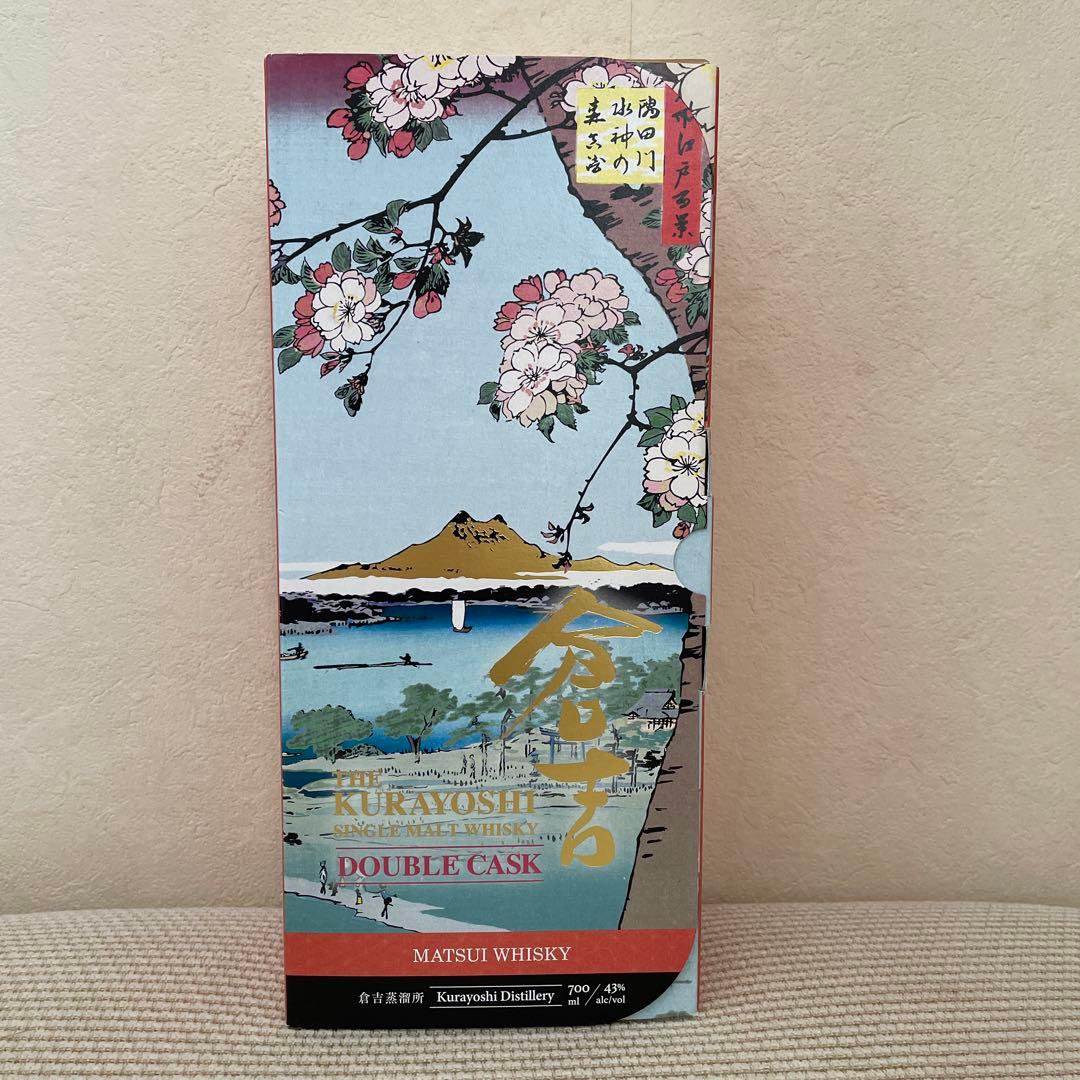 名所江戸百景
隅田川
水神の
森真崎
倉吉
THE
KURAYOSHI
SINGLE MALT WHISKY
DOUBLE CASK
MATSUI WHISKY
倉吉蒸溜所 Kurayoshi Distillery 700 ml / 43% alc/vol